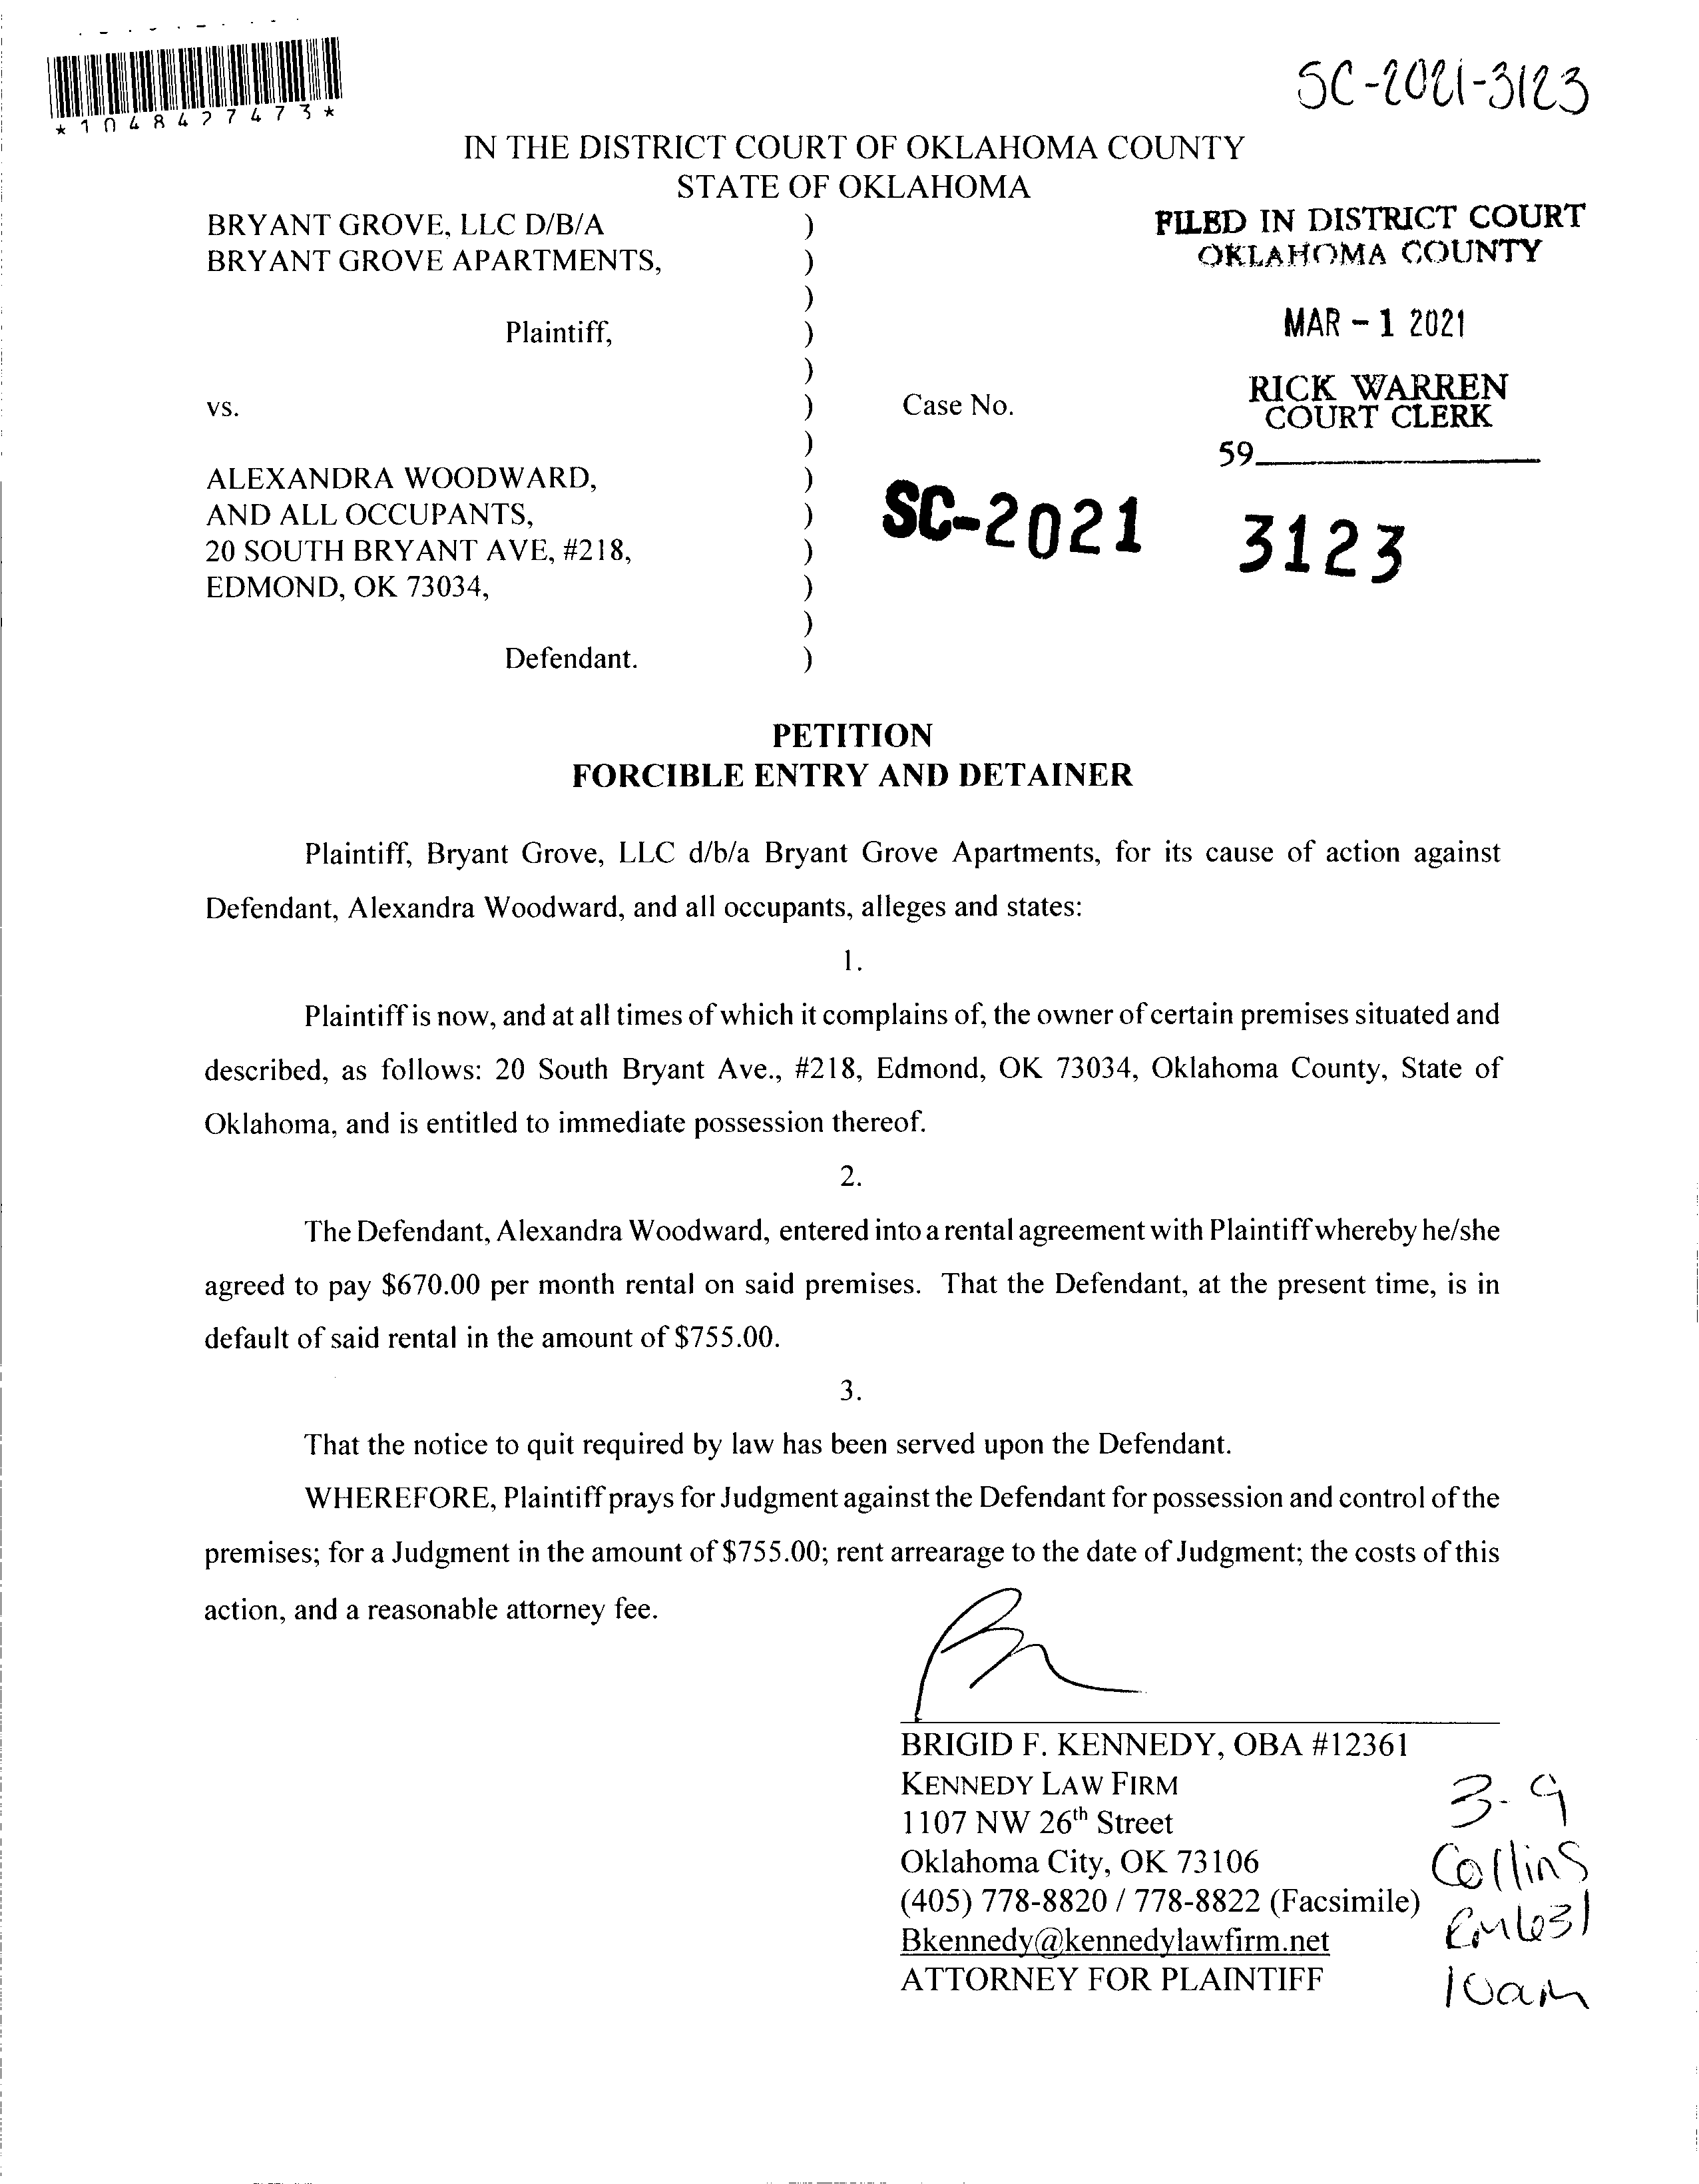 SC-2021-3123
*1048427473*
IN THE DISTRICT COURT OF OKLAHOMA COUNTY
STATE OF OKLAHOMA
BRYANT GROVE, LLC D/B/A )
BRYANT GROVE APARTMENTS, )
)
Plaintiff, )
)
vs. ) Case No.
)
ALEXANDRA WOODWARD, )
AND ALL OCCUPANTS, )
20 SOUTH BRYANT AVE, #218, )
EDMOND, OK 73034, )
)
Defendant. )
FILED IN DISTRICT COURT
OKLAHOMA COUNTY
MAR - 1 2021
RICK WARREN
COURT CLERK
59
SC-2021 3123
PETITION
FORCIBLE ENTRY AND DETAINER
Plaintiff, Bryant Grove, LLC d/b/a Bryant Grove Apartments, for its cause of action against
Defendant, Alexandra Woodward, and all occupants, alleges and states:
1.
Plaintiff is now, and at all times of which it complains of, the owner of certain premises situated and
described, as follows: 20 South Bryant Ave., #218, Edmond, OK 73034, Oklahoma County, State of
Oklahoma, and is entitled to immediate possession thereof.
2.
The Defendant, Alexandra Woodward, entered into a rental agreement with Plaintiff whereby he/she
agreed to pay $670.00 per month rental on said premises. That the Defendant, at the present time, is in
default of said rental in the amount of $755.00.
3.
That the notice to quit required by law has been served upon the Defendant.
WHEREFORE, Plaintiff prays for Judgment against the Defendant for possession and control of the
premises; for a Judgment in the amount of $755.00; rent arrearage to the date of Judgment; the costs of this
action, and a reasonable attorney fee.
BRIGID F. KENNEDY, OBA #12361
KENNEDY LAW FIRM
1107 NW 26th Street
Oklahoma City, OK 73106
(405) 778-8820 / 778-8822 (Facsimile)
Bkennedy@kennedylawfirm.net
ATTORNEY FOR PLAINTIFF
3-9
Collins
Rm631
10am